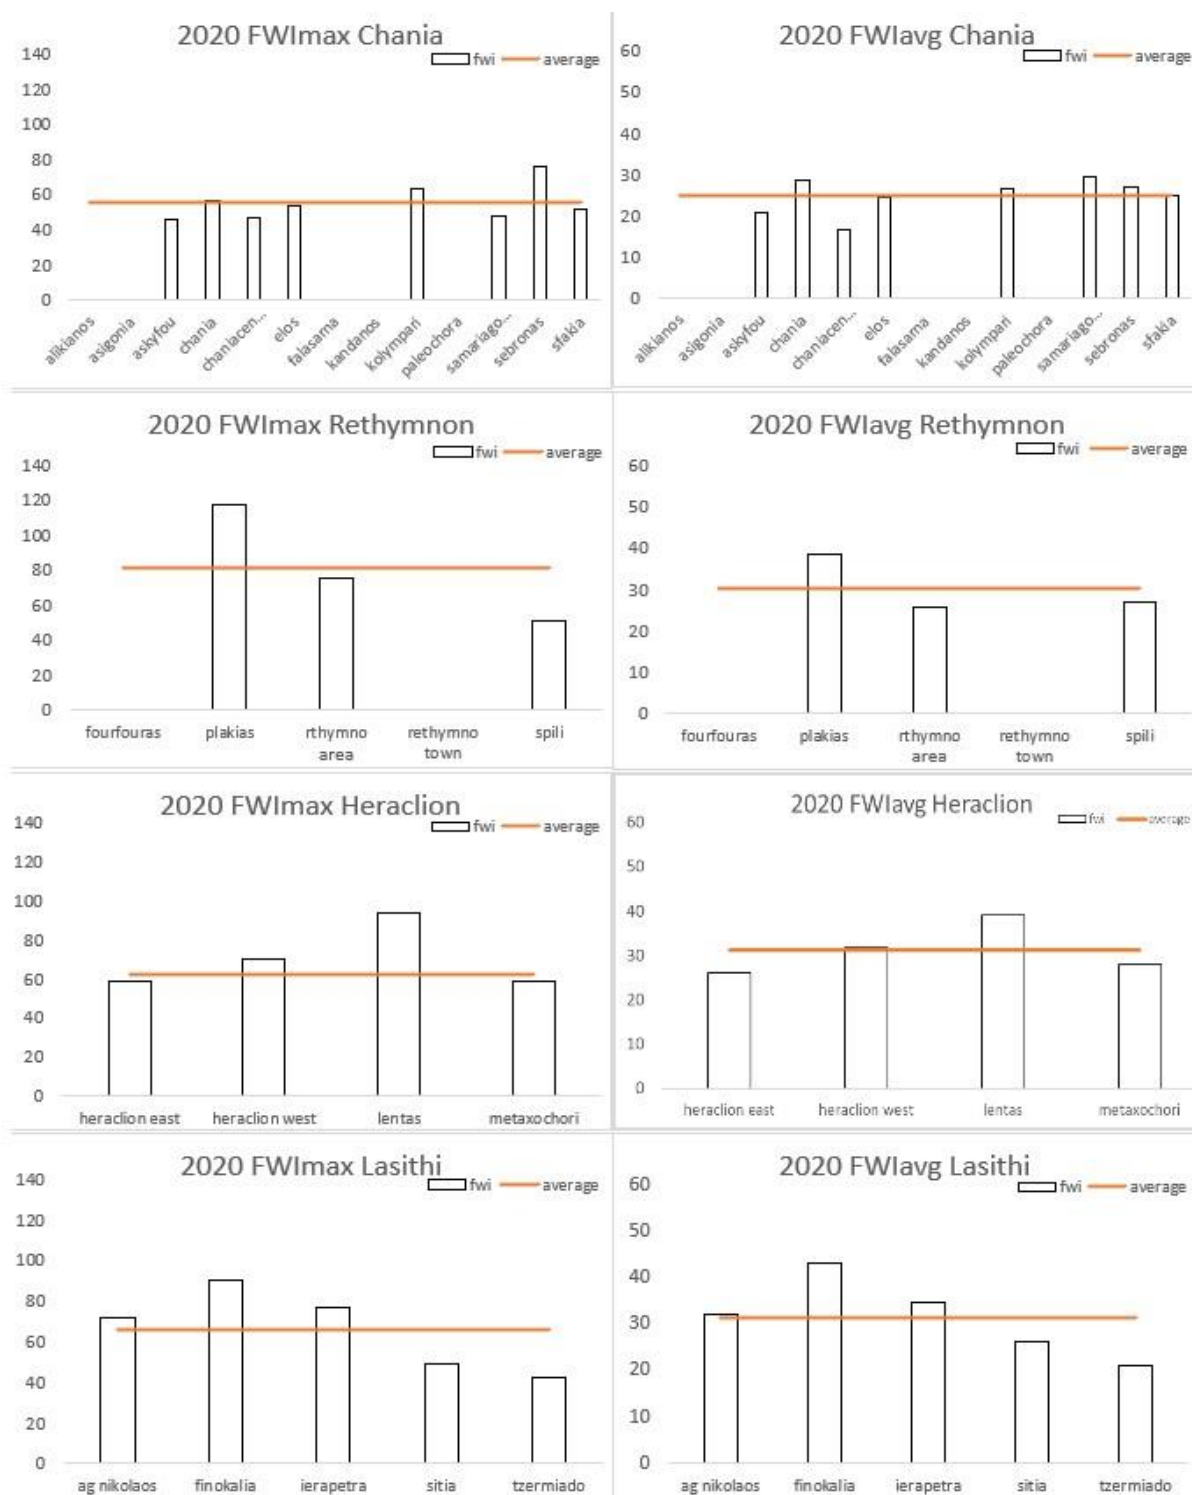 2020 FWImax Chania
fwi average
140
120
100
80
60
40
20
0
alikianos
asigonia
askyfou
chania
chaniacen...
elos
falasarna
kandanos
kolympari
paleochora
samariago...
sebronas
sfakia
2020 FWIavg Chania
fwi average
60
50
40
30
20
10
0
alikianos
asigonia
askyfou
chania
chaniacen...
elos
falasarna
kandanos
kolympari
paleochora
samariago...
sebronas
sfakia
2020 FWImax Rethymnon
fwi average
140
120
100
80
60
40
20
0
fourfouras plakias rthymno rethymno spili
area town
2020 FWIavg Rethymnon
fwi average
60
50
40
30
20
10
0
fourfouras plakias rthymno rethymno spili
area town
2020 FWImax Heraclion
fwi average
140
120
100
80
60
40
20
0
heraclion east heraclion west lentas metaxochori
2020 FWIavg Heraclion
fwi average
60
50
40
30
20
10
0
heraclion east heraclion west lentas metaxochori
2020 FWImax Lasithi
fwi average
140
120
100
80
60
40
20
0
ag nikolaos finokalia ierapetra sitia tzermiado
2020 FWIavg Lasithi
fwi average
60
50
40
30
20
10
0
ag nikolaos finokalia ierapetra sitia tzermiado